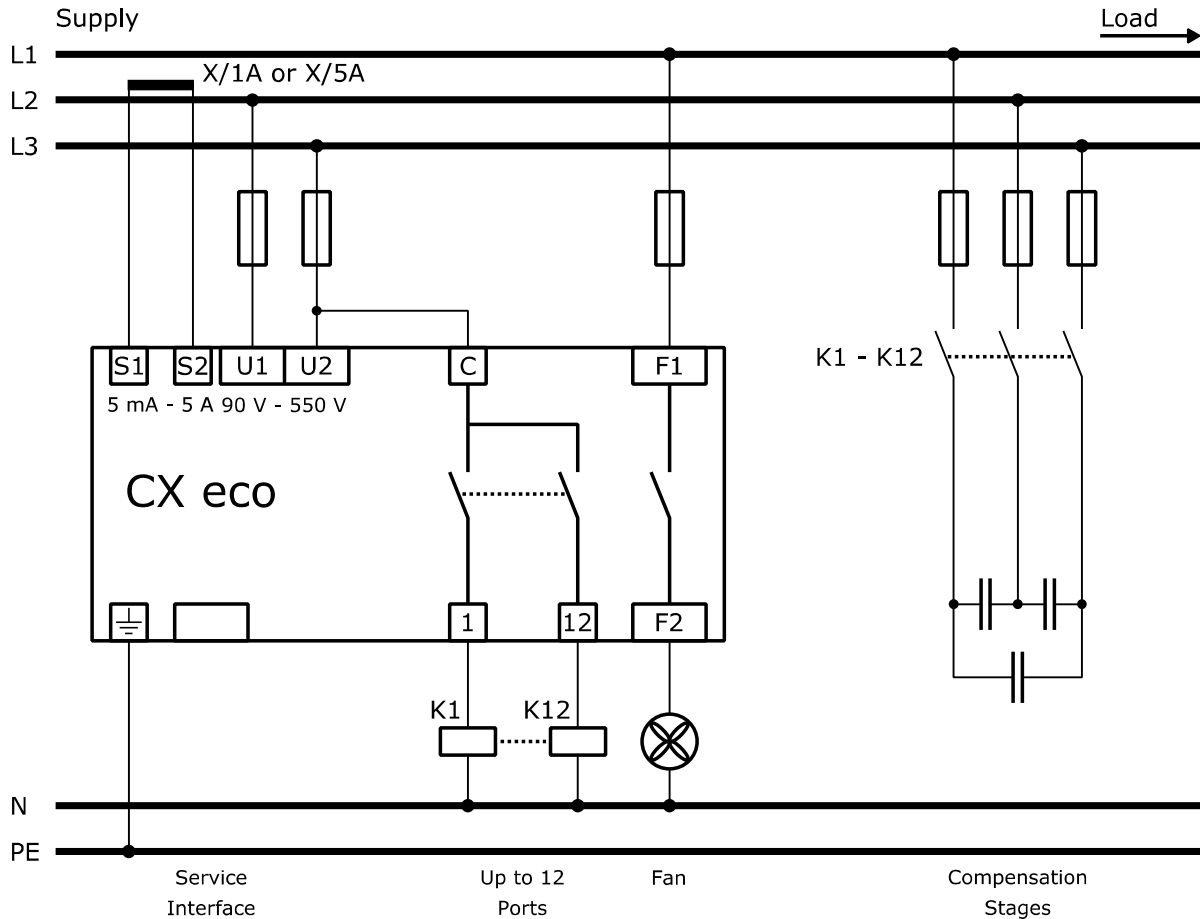 Supply
Load
L1
X/1A or X/5A
L2
L3
S1 S2 U1 U2 C F1
K1 - K12
5 mA - 5 A 90 V - 550 V
CX eco
1 12 F2
K1 K12
N
PE
Service
Interface
Up to 12
Ports
Fan
Compensation
Stages